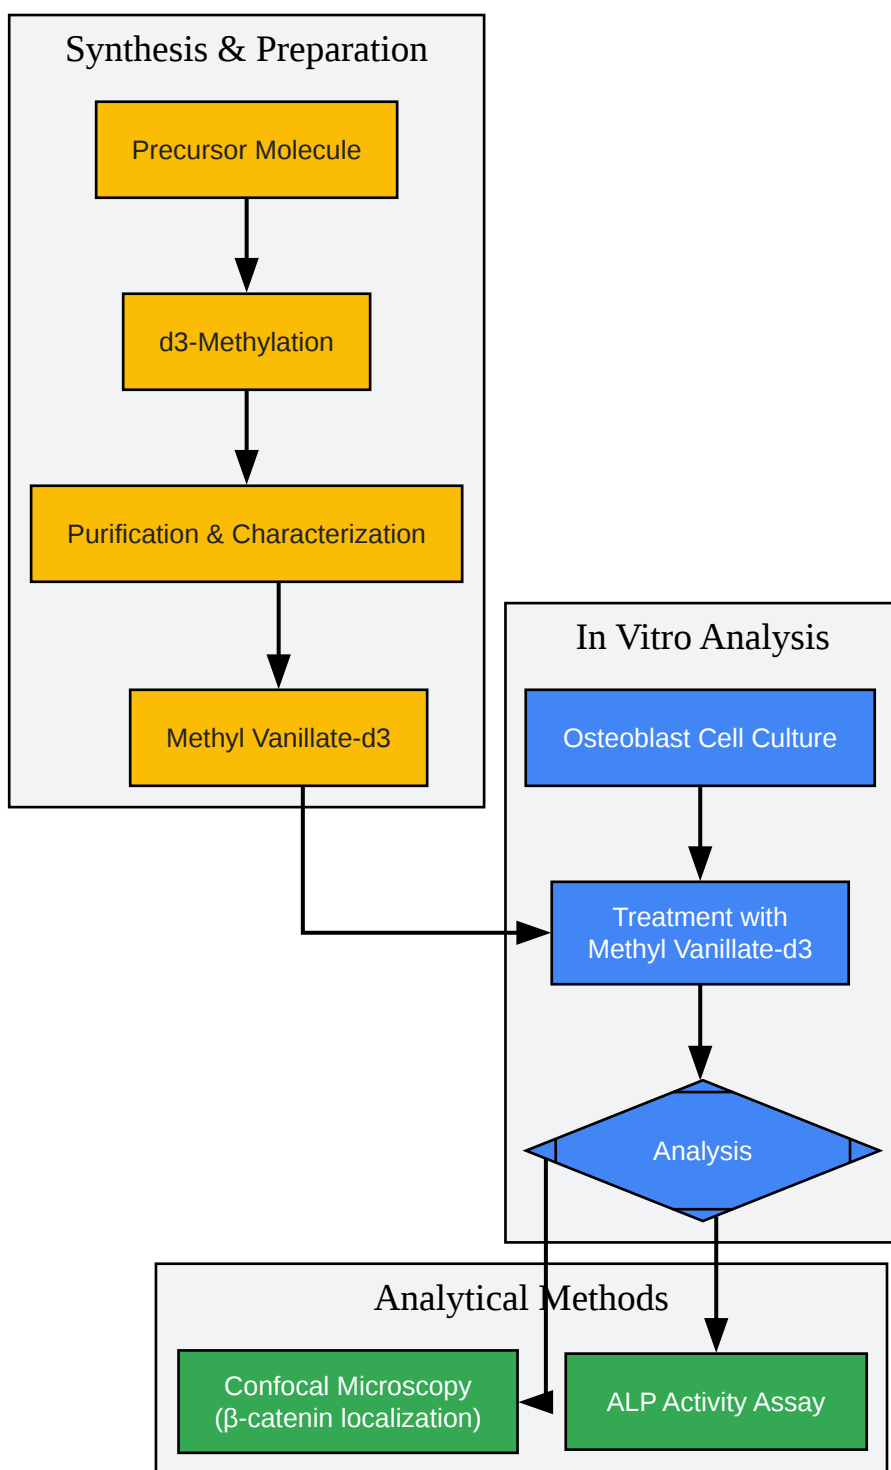 Synthesis & Preparation
Precursor Molecule
d3-Methylation
Purification & Characterization
Methyl Vanillate-d3
In Vitro Analysis
Osteoblast Cell Culture
Treatment with
Methyl Vanillate-d3
Analysis
Analytical Methods
Confocal Microscopy
(β-catenin localization)
ALP Activity Assay